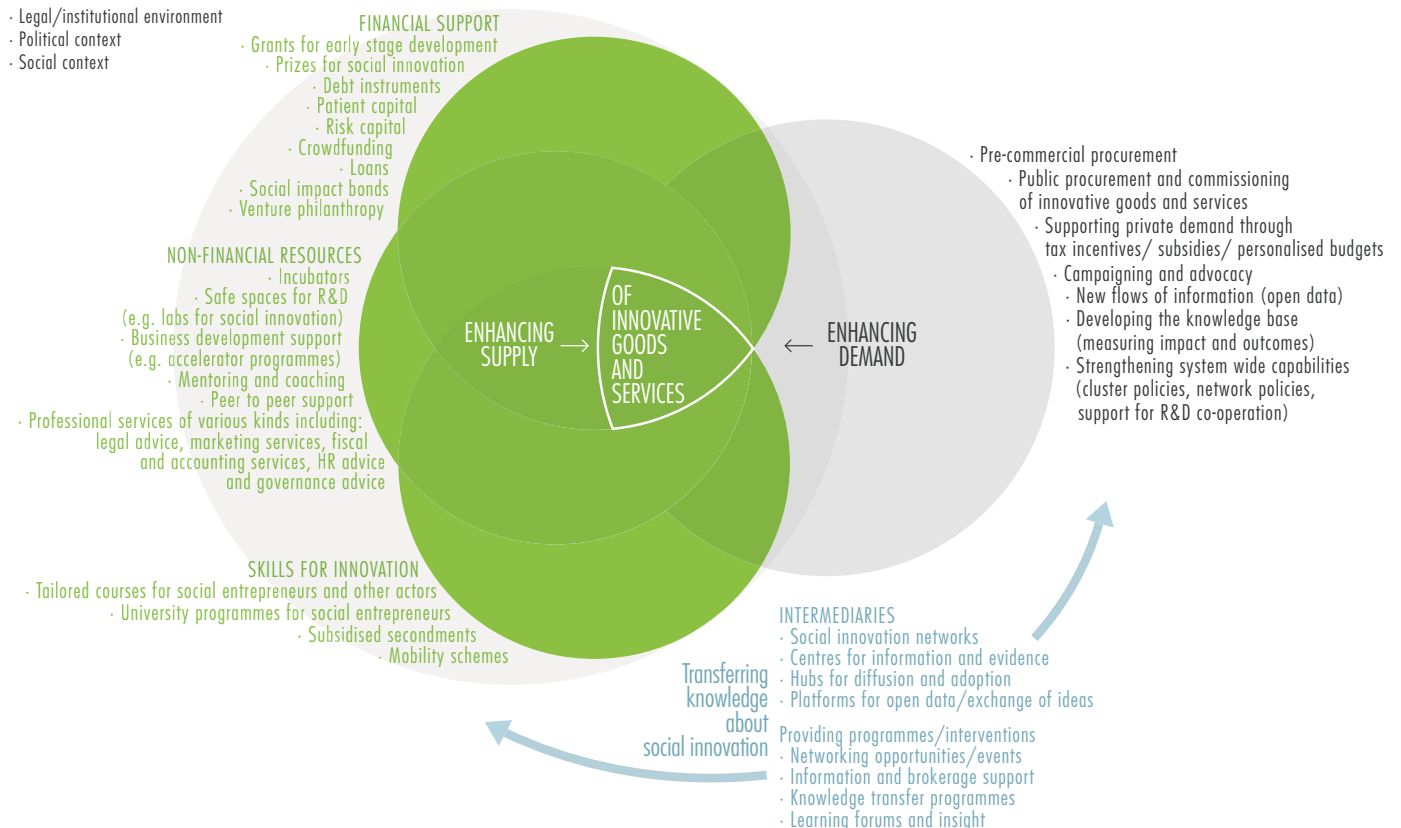 · Legal/institutional environment
· Political context
· Social context
FINANCIAL SUPPORT
· Grants for early stage development
· Prizes for social innovation
· Debt instruments
· Patient capital
· Risk capital
· Crowdfunding
· Loans
· Social impact bonds
· Venture philanthropy
NON-FINANCIAL RESOURCES
· Incubators
· Safe spaces for R&D
(e.g. labs for social innovation)
· Business development support
(e.g. accelerator programmes)
· Mentoring and coaching
· Peer to peer support
· Professional services of various kinds including:
legal advice, marketing services, fiscal
and accounting services, HR advice
and governance advice
SKILLS FOR INNOVATION
· Tailored courses for social entrepreneurs and other actors
· University programmes for social entrepreneurs
· Subsidised secondments
· Mobility schemes
ENHANCING
SUPPLY
OF
INNOVATIVE
GOODS
AND
SERVICES
ENHANCING
DEMAND
· Pre-commercial procurement
· Public procurement and commissioning
of innovative goods and services
· Supporting private demand through
tax incentives/ subsidies/ personalised budgets
· Campaigning and advocacy
· New flows of information (open data)
· Developing the knowledge base
(measuring impact and outcomes)
· Strengthening system wide capabilities
(cluster policies, network policies,
support for R&D co-operation)
Transferring
knowledge
about
social innovation
INTERMEDIARIES
· Social innovation networks
· Centres for information and evidence
· Hubs for diffusion and adoption
· Platforms for open data/exchange of ideas
Providing programmes/interventions
· Networking opportunities/events
· Information and brokerage support
· Knowledge transfer programmes
· Learning forums and insight